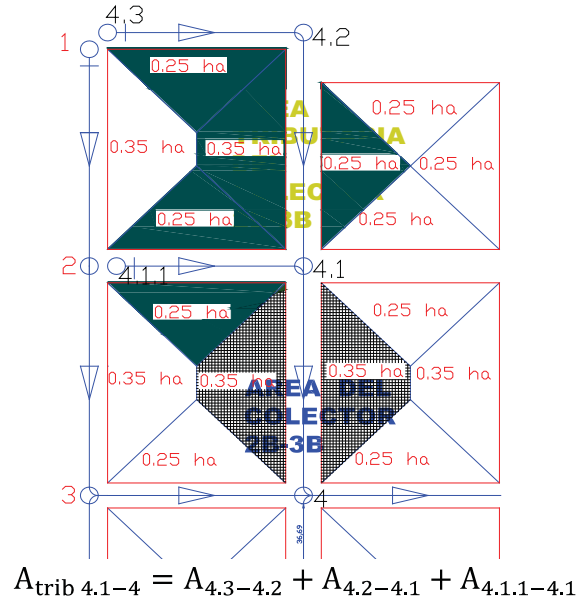 4.3
4.2
1
0.25 ha
0.25 ha
0.35 ha
0.35 ha
0.25 ha
0.25 ha
0.25 ha
0.25 ha
3B
2
4.1.1
4.1
0.25 ha
0.25 ha
0.35 ha
0.35 ha
0.35 ha
0.35 ha
AREA DEL
COLECTOR
2B-3B
0.25 ha
0.25 ha
3
4
36.69
A_trib 4.1−4 = A_4.3−4.2 + A_4.2−4.1 + A_4.1.1−4.1